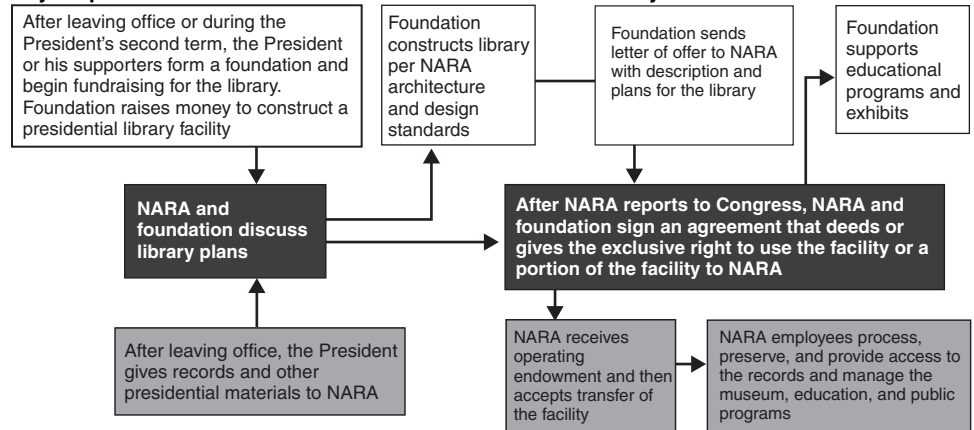 After leaving office or during the
President's second term, the President
or his supporters form a foundation and
begin fundraising for the library.
Foundation raises money to construct a
presidential library facility
Foundation
constructs library
per NARA
architecture
and design
standards
Foundation sends
letter of offer to NARA
with description and
plans for the library
Foundation
supports
educational
programs and
exhibits
NARA and
foundation discuss
library plans
After NARA reports to Congress, NARA and
foundation sign an agreement that deeds or
gives the exclusive right to use the facility or a
portion of the facility to NARA
After leaving office, the President
gives records and other
presidential materials to NARA
NARA receives
operating
endowment and then
accepts transfer of
the facility
NARA employees process,
preserve, and provide access to
the records and manage the
museum, education, and public
programs